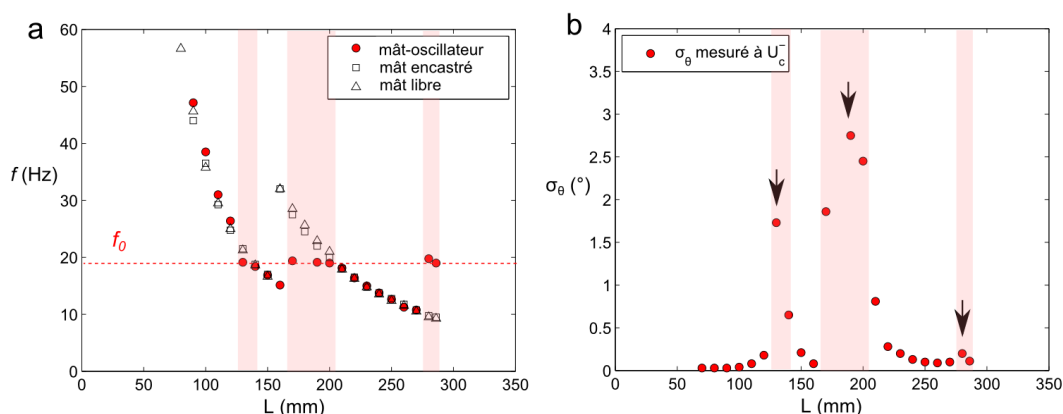 a
60
50
40
30
20
10
0
f (Hz)
f₀
mât-oscillateur
mât encastré
mât libre
0 50 100 150 200 250 300 350
L (mm)
b
4
3.5
3
2.5
2
1.5
1
0.5
0
σθ (°)
σθ mesuré à Uc⁻
0 50 100 150 200 250 300 350
L (mm)